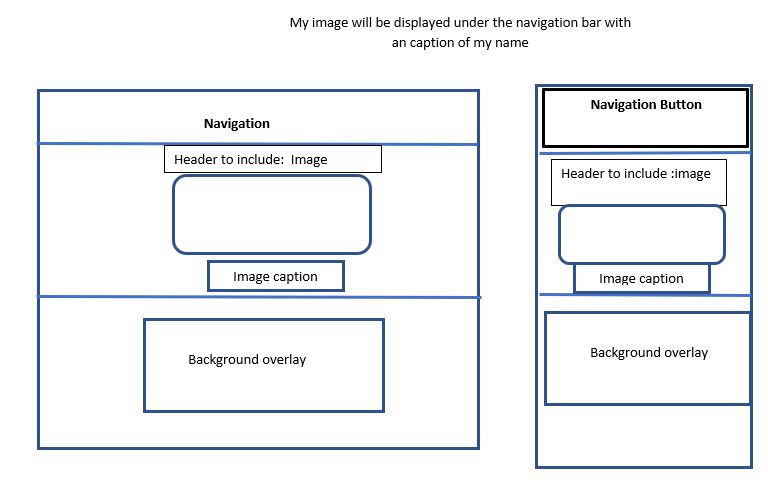 My image will be displayed under the navigation bar with
an caption of my name
Navigation
Header to include:  Image
Image caption
Background overlay
Navigation Button
Header to include :image
Image caption
Background overlay